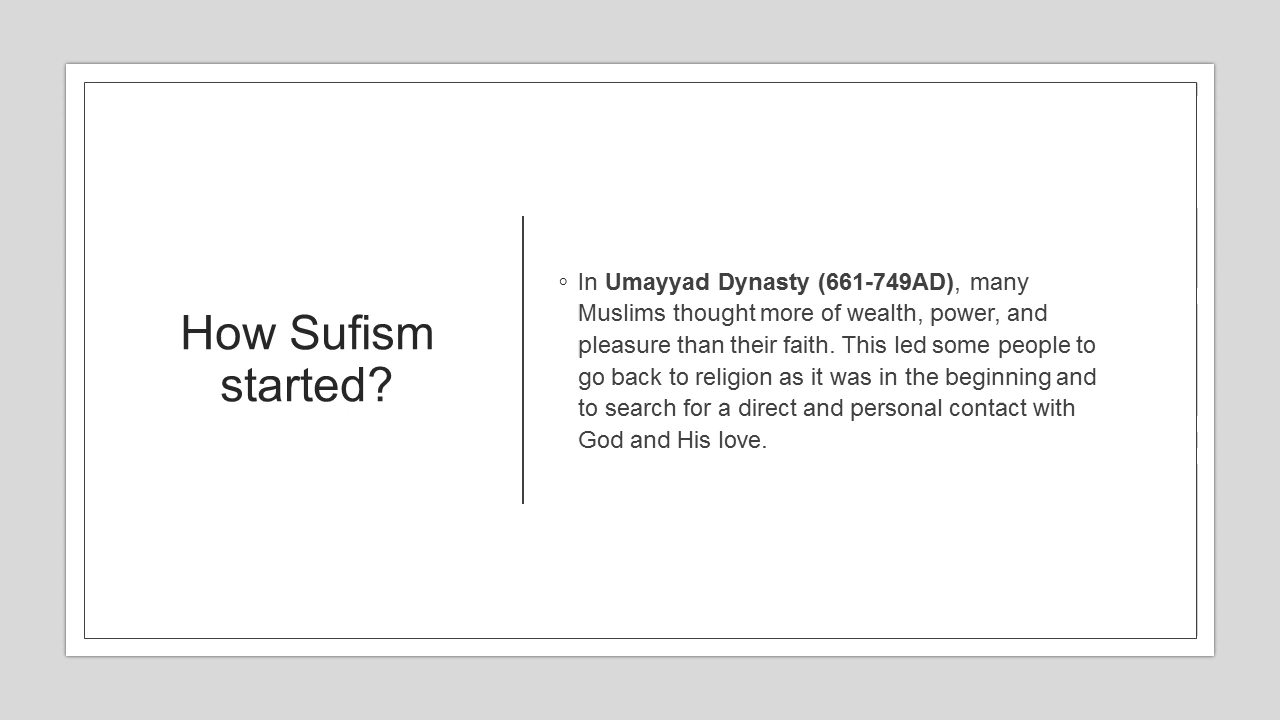 How Sufism
started?
◦ In Umayyad Dynasty (661-749AD), many
Muslims thought more of wealth, power, and
pleasure than their faith. This led some people to
go back to religion as it was in the beginning and
to search for a direct and personal contact with
God and His love.